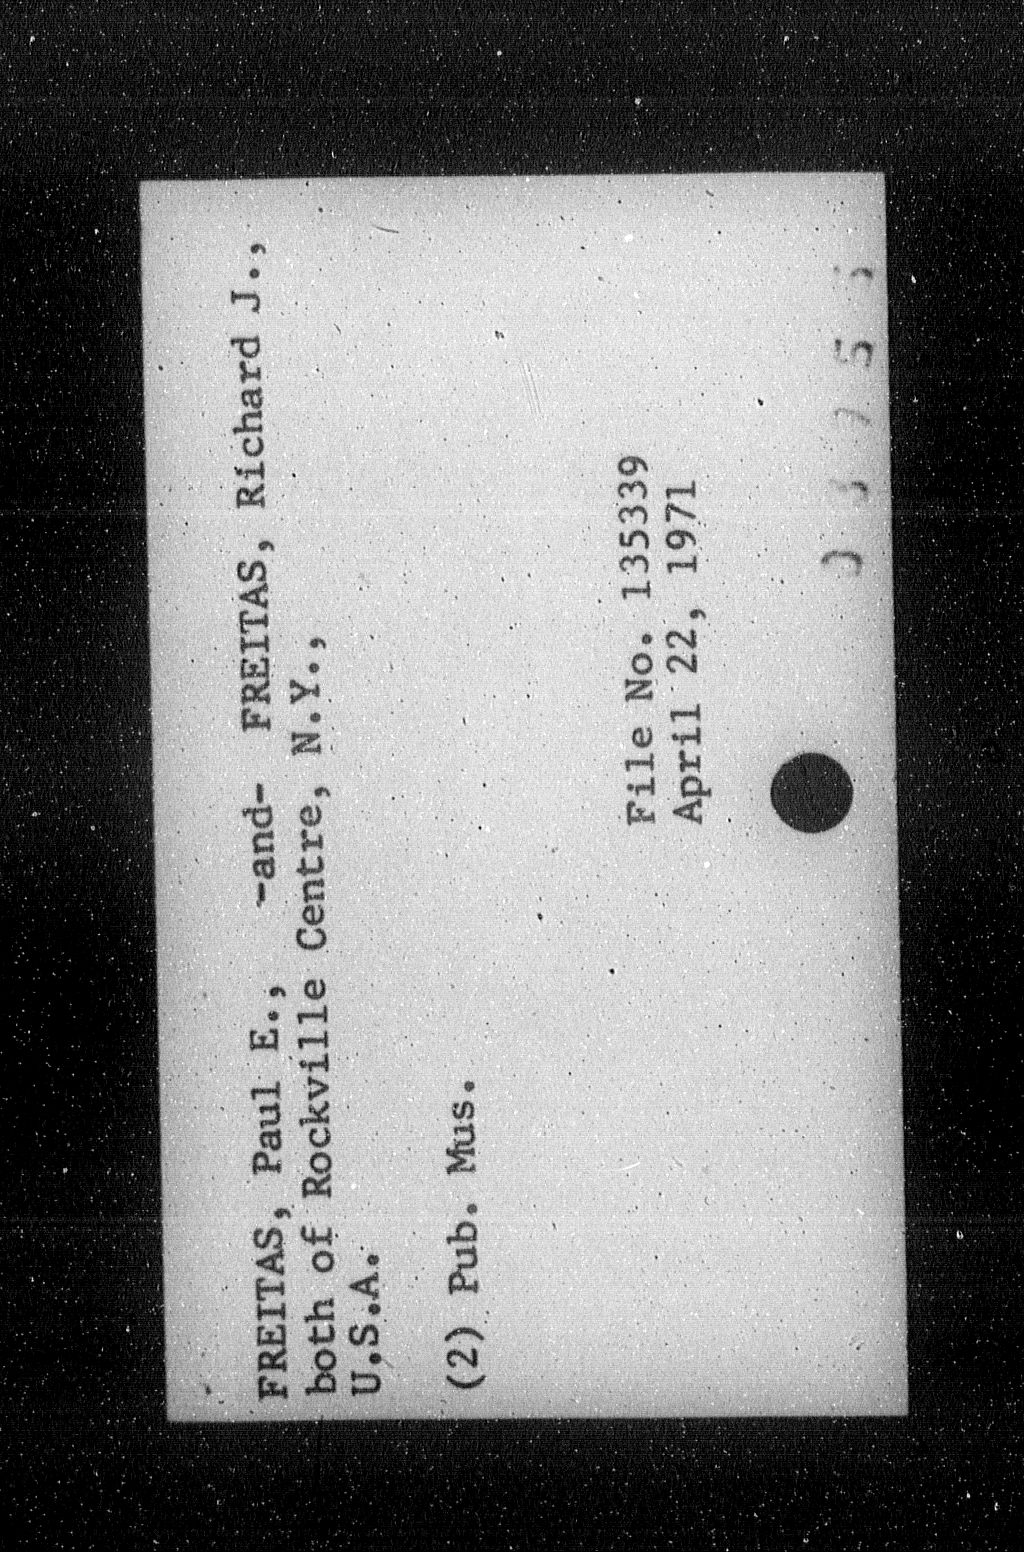 FREITAS, Paul E., -and- FREITAS, Richard J.,
both of Rockville Centre, N.Y.,
U.S.A.
(2) Pub. Mus.
File No. 135339
April 22, 1971